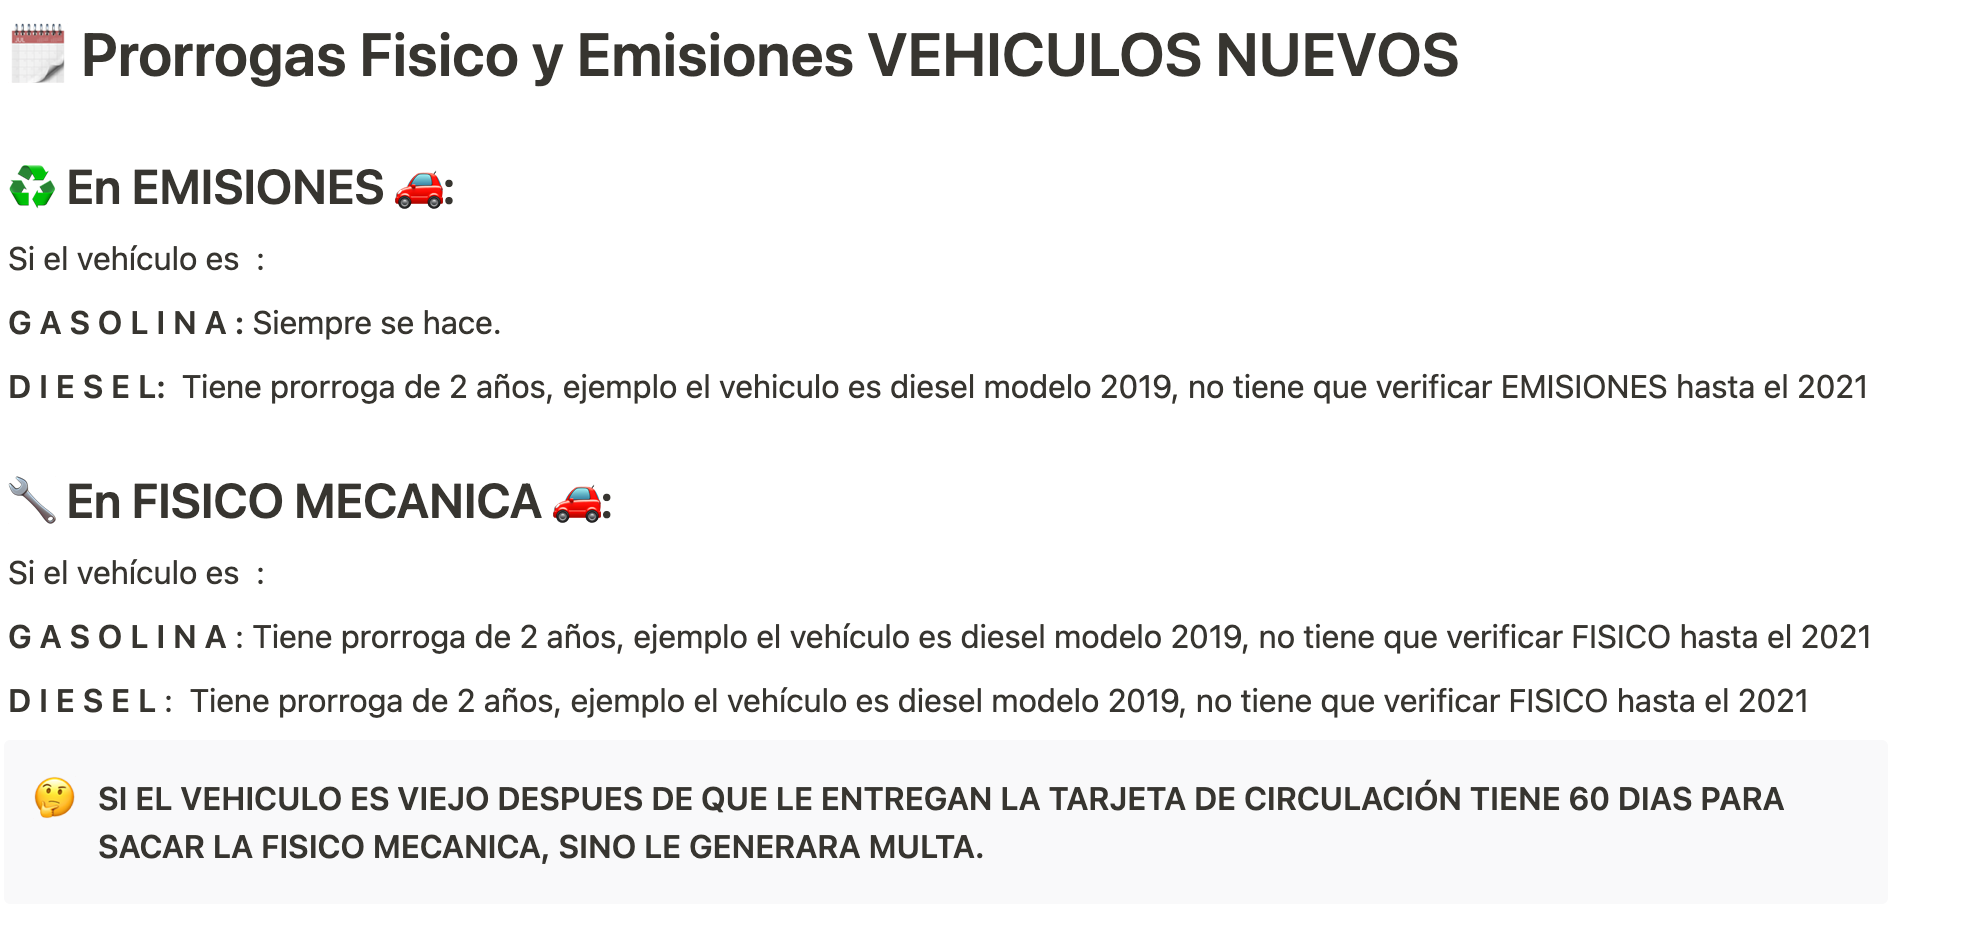 Prorrogas Fisico y Emisiones VEHICULOS NUEVOS
En EMISIONES :
Si el vehículo es :
G A S O L I N A : Siempre se hace.
D I E S E L: Tiene prorroga de 2 años, ejemplo el vehiculo es diesel modelo 2019, no tiene que verificar EMISIONES hasta el 2021
En FISICO MECANICA :
Si el vehículo es :
G A S O L I N A : Tiene prorroga de 2 años, ejemplo el vehículo es diesel modelo 2019, no tiene que verificar FISICO hasta el 2021
D I E S E L : Tiene prorroga de 2 años, ejemplo el vehículo es diesel modelo 2019, no tiene que verificar FISICO hasta el 2021
SI EL VEHICULO ES VIEJO DESPUES DE QUE LE ENTREGAN LA TARJETA DE CIRCULACIÓN TIENE 60 DIAS PARA
SACAR LA FISICO MECANICA, SINO LE GENERARA MULTA.